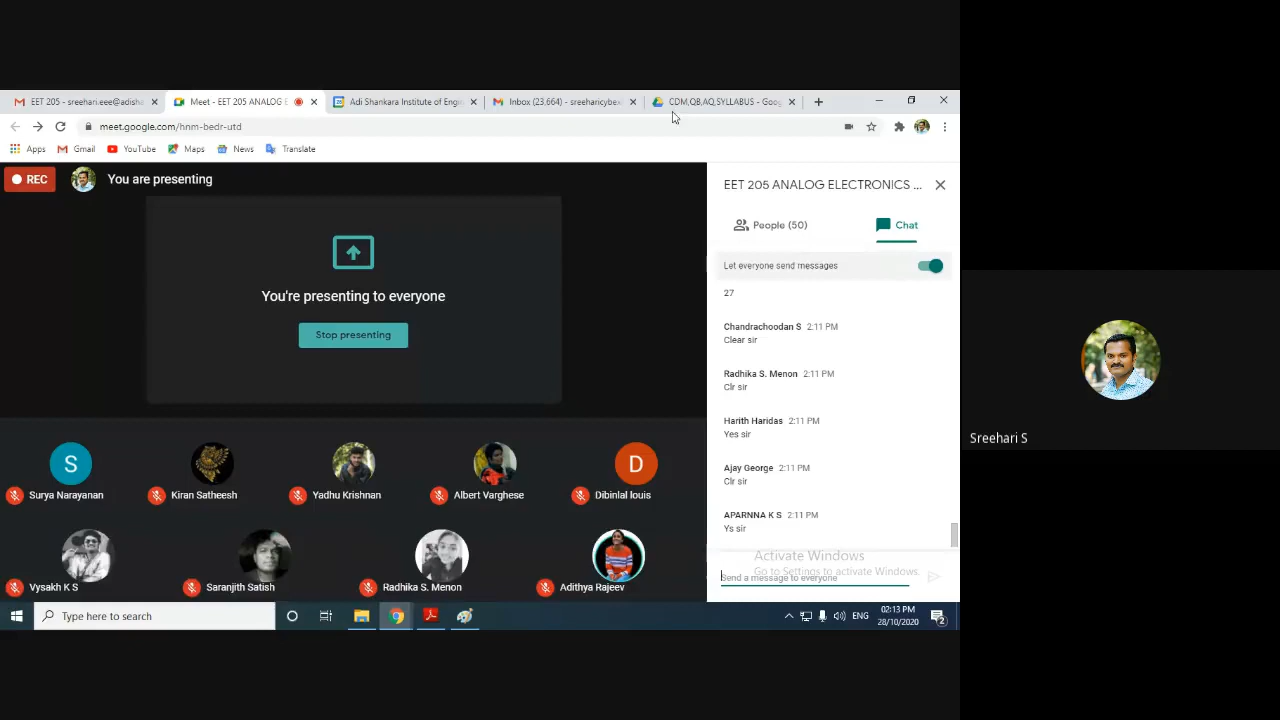 EET 205 - sreehari.eee@adisha
Meet - EET 205 ANALOG E
Adi Shankara Institute of Engin
Inbox (23,664) - sreeharicybex
CDM,QB,AQ,SYLLABUS - Goog
meet.google.com/hnm-bedr-utd
Apps
Gmail
YouTube
Maps
News
Translate
REC
You are presenting
You're presenting to everyone
Stop presenting
S
D
Surya Narayanan
Kiran Satheesh
Yadhu Krishnan
Albert Varghese
Dibinlal louis
Vysakh K S
Saranjith Satish
Radhika S. Menon
Adithya Rajeev
EET 205 ANALOG ELECTRONICS ...
People (50)
Chat
Let everyone send messages
27
Chandrachoodan S 2:11 PM
Clear sir
Radhika S. Menon 2:11 PM
Clr sir
Harith Haridas 2:11 PM
Yes sir
Ajay George 2:11 PM
Clr sir
APARNNA K S 2:11 PM
Ys sir
Activate Windows
Go to Settings to activate Windows.
Send a message to everyone
Type here to search
ENG
02:13 PM
28/10/2020
2
Sreehari S